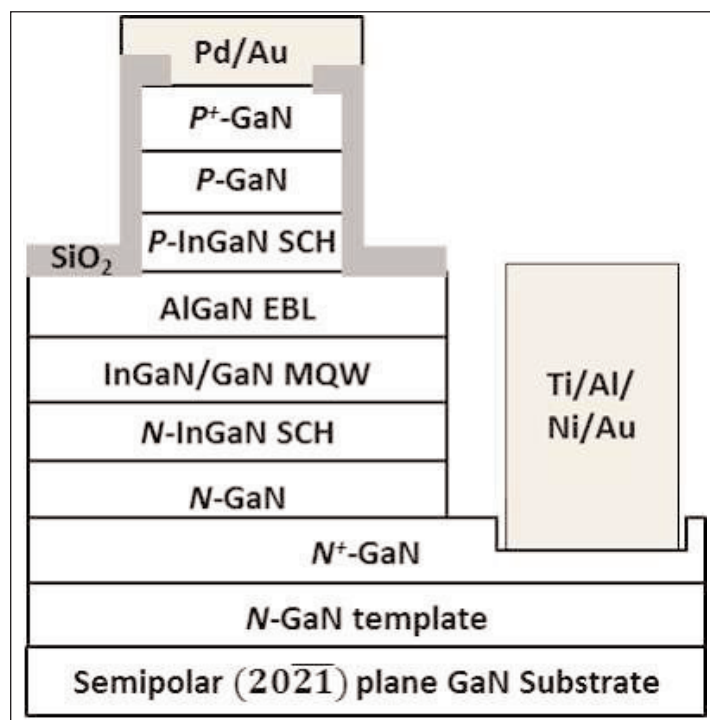 Pd/Au
P⁺-GaN
P-GaN
P-InGaN SCH
SiO₂
AlGaN EBL
InGaN/GaN MQW
N-InGaN SCH
N-GaN
Ti/Al/
Ni/Au
N⁺-GaN
N-GaN template
Semipolar (202̅1̅) plane GaN Substrate